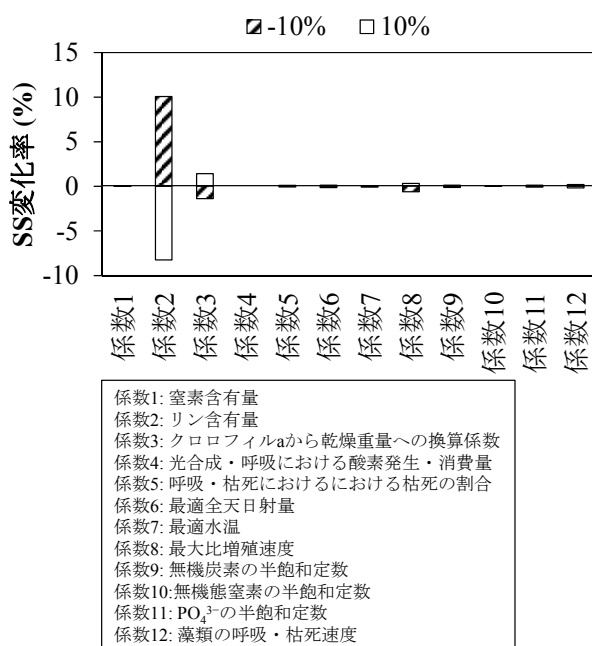 -10% 10%
SS変化率 (%)
15
10
5
0
-5
-10
係数1
係数2
係数3
係数4
係数5
係数6
係数7
係数8
係数9
係数10
係数11
係数12
係数1: 窒素含有量
係数2: リン含有量
係数3: クロロフィルaから乾燥重量への換算係数
係数4: 光合成・呼吸における酸素発生・消費量
係数5: 呼吸・枯死におけるにおける枯死の割合
係数6: 最適全天日射量
係数7: 最適水温
係数8: 最大比増殖速度
係数9: 無機炭素の半飽和定数
係数10:無機態窒素の半飽和定数
係数11: PO₄³⁻の半飽和定数
係数12: 藻類の呼吸・枯死速度